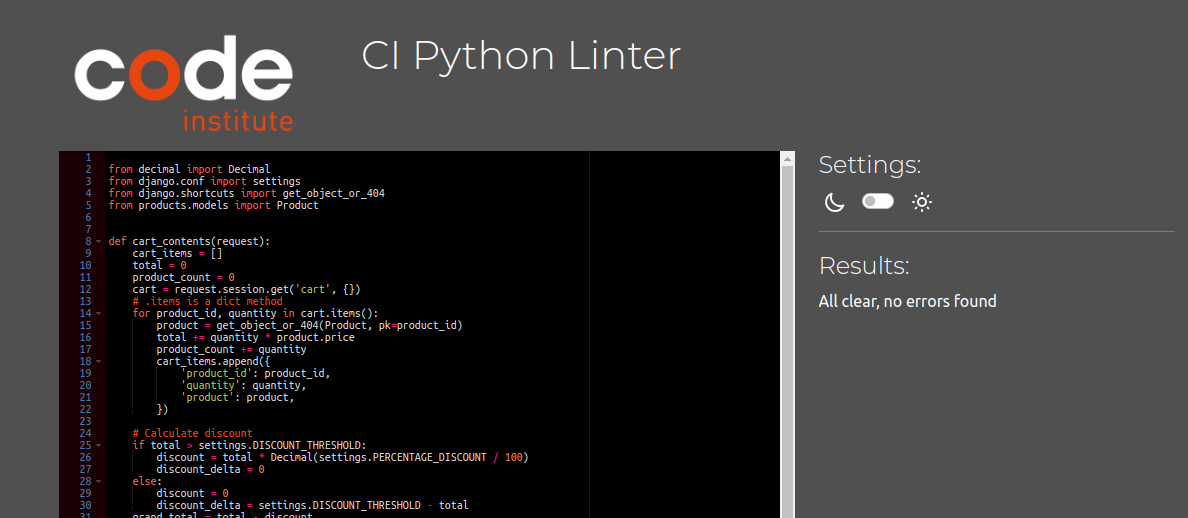 code
institute
CI Python Linter
1
2 from decimal import Decimal
3 from django.conf import settings
4 from django.shortcuts import get_object_or_404
5 from products.models import Product
6
7
8 def cart_contents(request):
9     cart_items = []
10     total = 0
11     product_count = 0
12     cart = request.session.get('cart', {})
13     # .items is a dict method
14     for product_id, quantity in cart.items():
15         product = get_object_or_404(Product, pk=product_id)
16         total += quantity * product.price
17         product_count += quantity
18         cart_items.append({
19             'product_id': product_id,
20             'quantity': quantity,
21             'product': product,
22         })
23
24     # Calculate discount
25     if total > settings.DISCOUNT_THRESHOLD:
26         discount = total * Decimal(settings.PERCENTAGE_DISCOUNT / 100)
27         discount_delta = 0
28     else:
29         discount = 0
30         discount_delta = settings.DISCOUNT_THRESHOLD - total
31     grand_total = total - discount
Settings:
Results:
All clear, no errors found